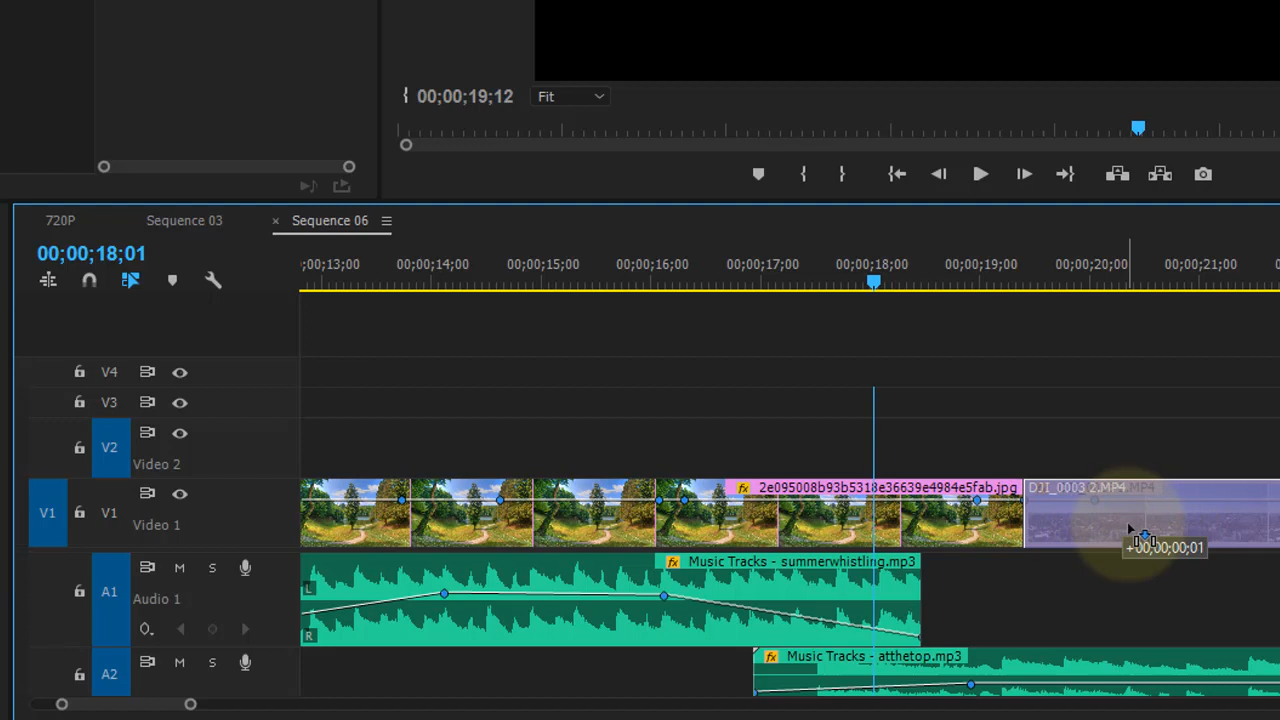 00;00;19;12 Fit
720P Sequence 03 × Sequence 06
00;00;18;01
;00;13;00 00;00;14;00 00;00;15;00 00;00;16;00 00;00;17;00 00;00;18;00 00;00;19;00 00;00;20;00 00;00;21;00
V4
V3
V2
Video 2
fx 2e095008b93b5318e36639e4984e5fab.jpg DJI_0003 2.MP4
V1 V1
Video 1
+00;00;00;01
M S fx Music Tracks - summerwhistling.mp3
L
A1
Audio 1
R
M S fx Music Tracks - atthetop.mp3
A2